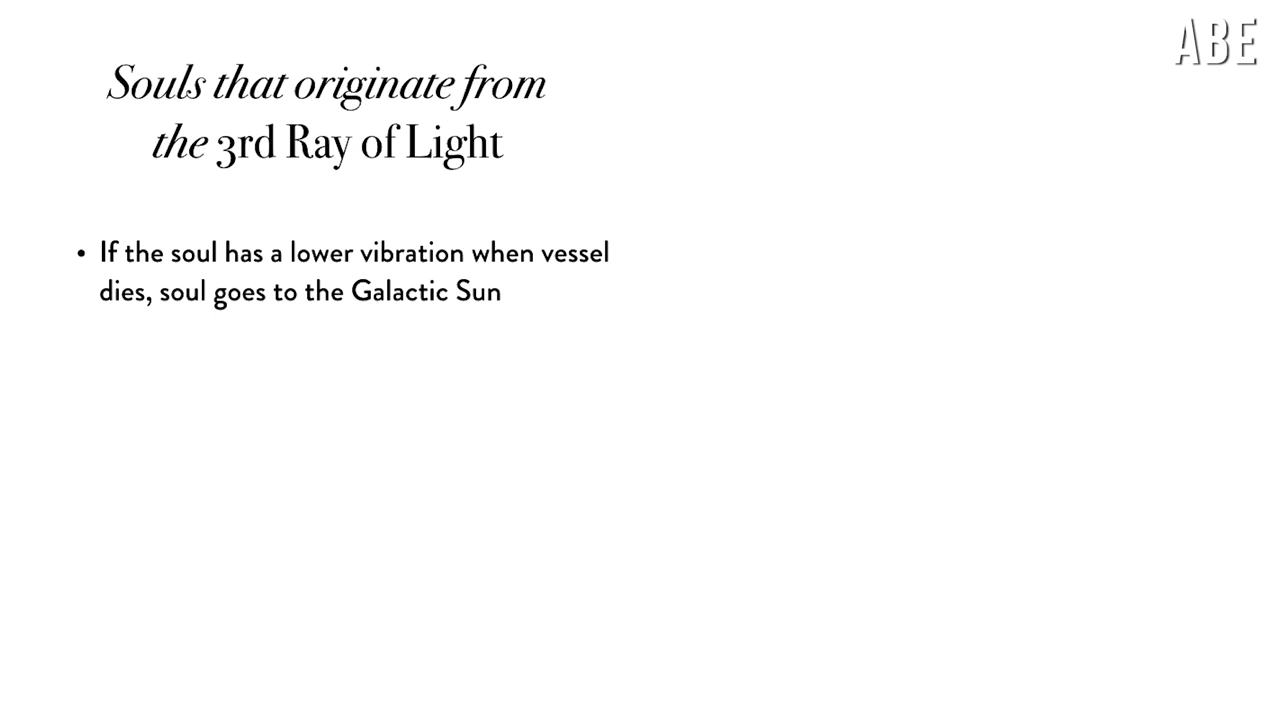 ABE
Souls that originate from
the 3rd Ray of Light
• If the soul has a lower vibration when vessel
dies, soul goes to the Galactic Sun